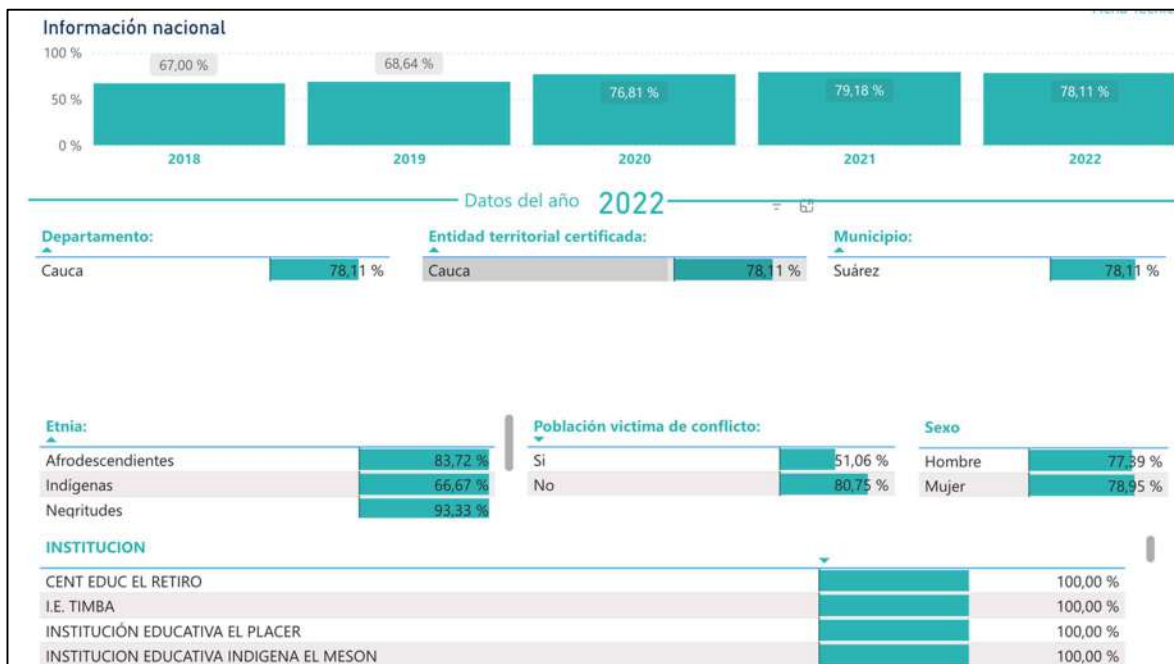 Información nacional
100 %
50 %
0 %
67,00 %
68,64 %
76,81 %
79,18 %
78,11 %
2018 2019 2020 2021 2022
Datos del año 2022
Departamento: Entidad territorial certificada: Municipio:
Cauca 78,11 % Cauca 78,11 % Suárez 78,11 %
Etnia: Población victima de conflicto: Sexo
Afrodescendientes 83,72 % Si 51,06 % Hombre 77,39 %
Indígenas 66,67 % No 80,75 % Mujer 78,95 %
Negritudes 93,33 %
INSTITUCION
CENT EDUC EL RETIRO 100,00 %
I.E. TIMBA 100,00 %
INSTITUCIÓN EDUCATIVA EL PLACER 100,00 %
INSTITUCION EDUCATIVA INDIGENA EL MESON 100,00 %